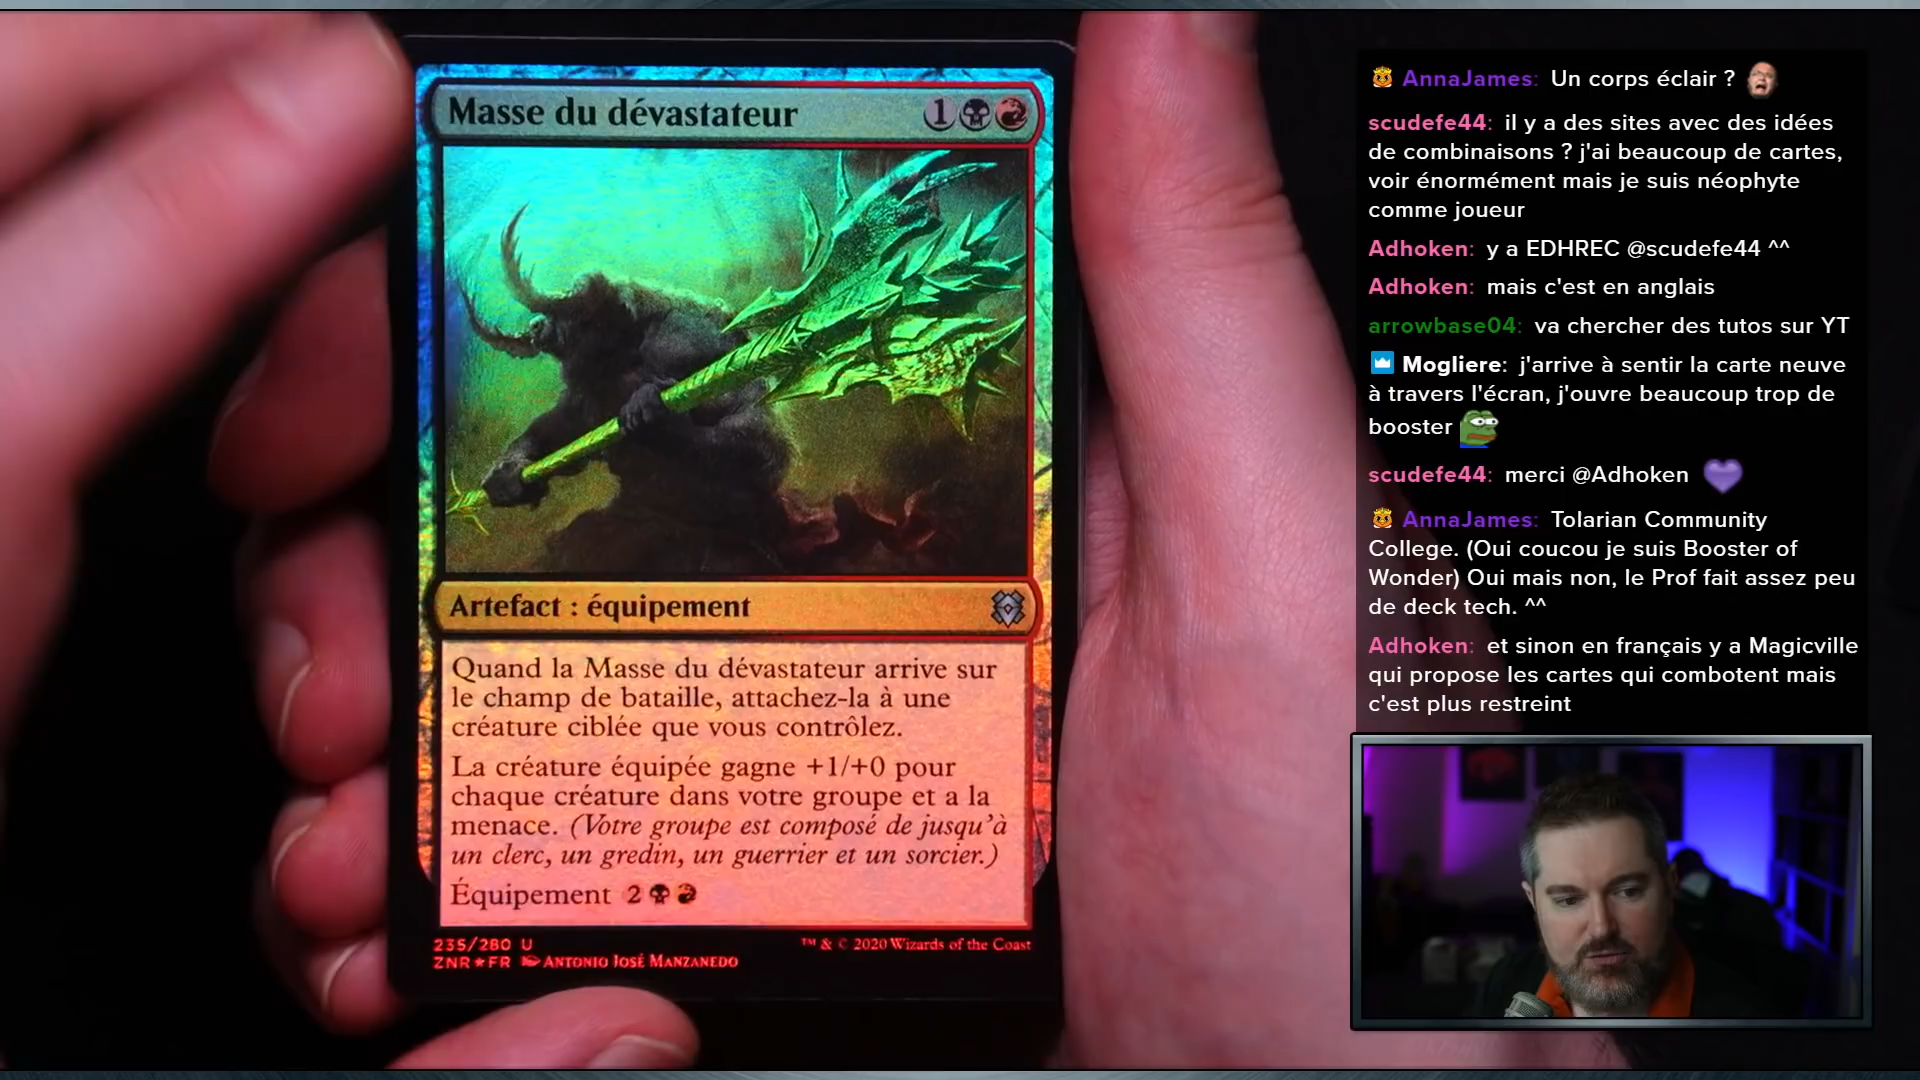 Masse du dévastateur
1
Artefact : équipement
Quand la Masse du dévastateur arrive sur
le champ de bataille, attachez-la à une
créature ciblée que vous contrôlez.
La créature équipée gagne +1/+0 pour
chaque créature dans votre groupe et a la
menace. (Votre groupe est composé de jusqu'à
un clerc, un gredin, un guerrier et un sorcier.)
Équipement 2
235/280 U
ZNR★FR Antonio José Manzanedo
™ & © 2020 Wizards of the Coast
AnnaJames: Un corps éclair ?
scudefe44: il y a des sites avec des idées
de combinaisons ? j'ai beaucoup de cartes,
voir énormément mais je suis néophyte
comme joueur
Adhoken: y a EDHREC @scudefe44 ^^
Adhoken: mais c'est en anglais
arrowbase04: va chercher des tutos sur YT
Mogliere: j'arrive à sentir la carte neuve
à travers l'écran, j'ouvre beaucoup trop de
booster
scudefe44: merci @Adhoken
AnnaJames: Tolarian Community
College. (Oui coucou je suis Booster of
Wonder) Oui mais non, le Prof fait assez peu
de deck tech. ^^
Adhoken: et sinon en français y a Magicville
qui propose les cartes qui combotent mais
c'est plus restreint